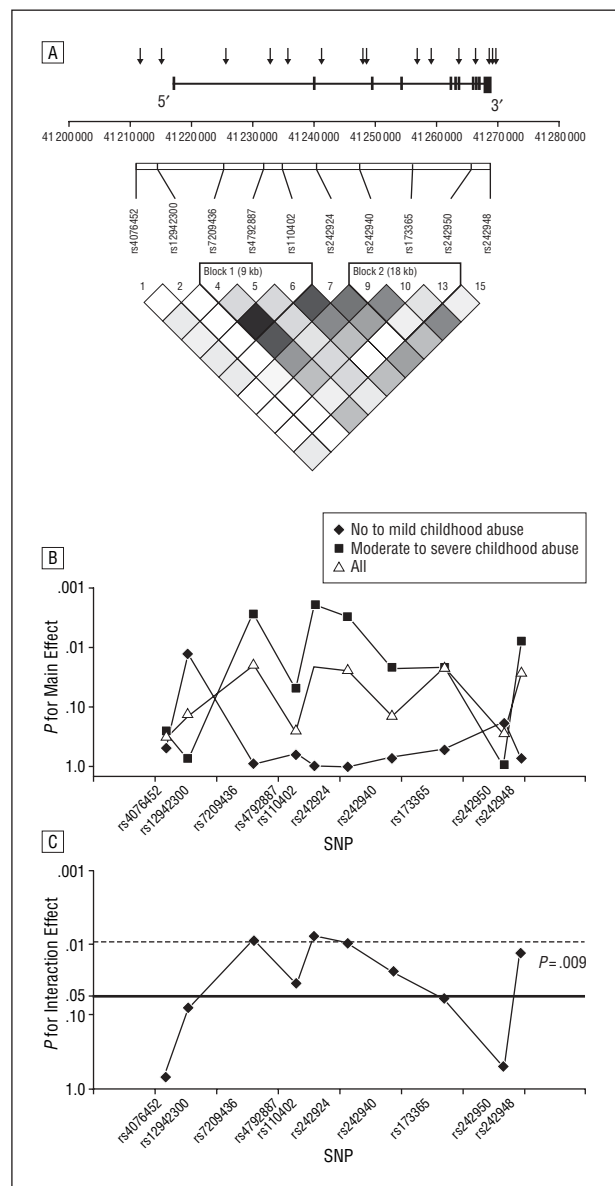 A
5′
3′
41 200 000 41 210 000 41 220 000 41 230 000 41 240 000 41 250 000 41 260 000 41 270 000 41 280 000
rs4076452 rs12942300 rs7209436 rs4792887 rs110402 rs242924 rs242940 rs173365 rs242950 rs242948
Block 1 (9 kb) Block 2 (18 kb)
1 2 4 5 6 7 9 10 13 15
No to mild childhood abuse
Moderate to severe childhood abuse
All
B
P for Main Effect
.001
.01
.10
1.0
rs4076452 rs12942300 rs7209436 rs4792887 rs110402 rs242924 rs242940 rs173365 rs242950 rs242948
SNP
C
P for Interaction Effect
.001
.01
P = .009
.05
.10
1.0
rs4076452 rs12942300 rs7209436 rs4792887 rs110402 rs242924 rs242940 rs173365 rs242950 rs242948
SNP